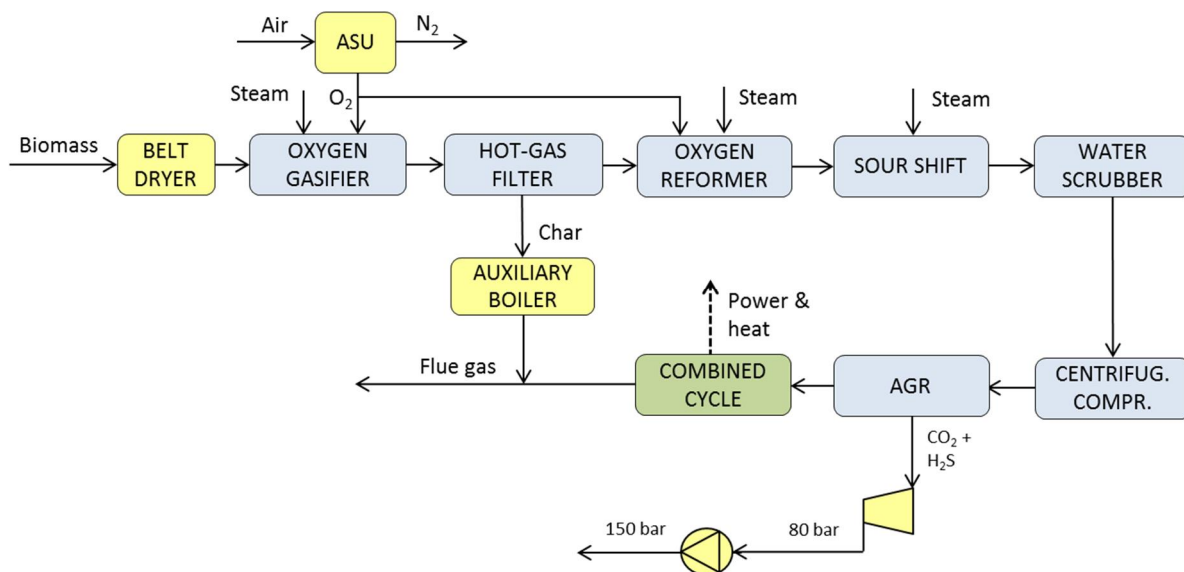 Air
ASU
N₂
Steam
O₂
Steam
Steam
Biomass
BELT
DRYER
OXYGEN
GASIFIER
HOT-GAS
FILTER
OXYGEN
REFORMER
SOUR SHIFT
WATER
SCRUBBER
Char
AUXILIARY
BOILER
Power &
heat
Flue gas
COMBINED
CYCLE
AGR
CENTRIFUG.
COMPR.
CO₂ +
H₂S
150 bar
80 bar